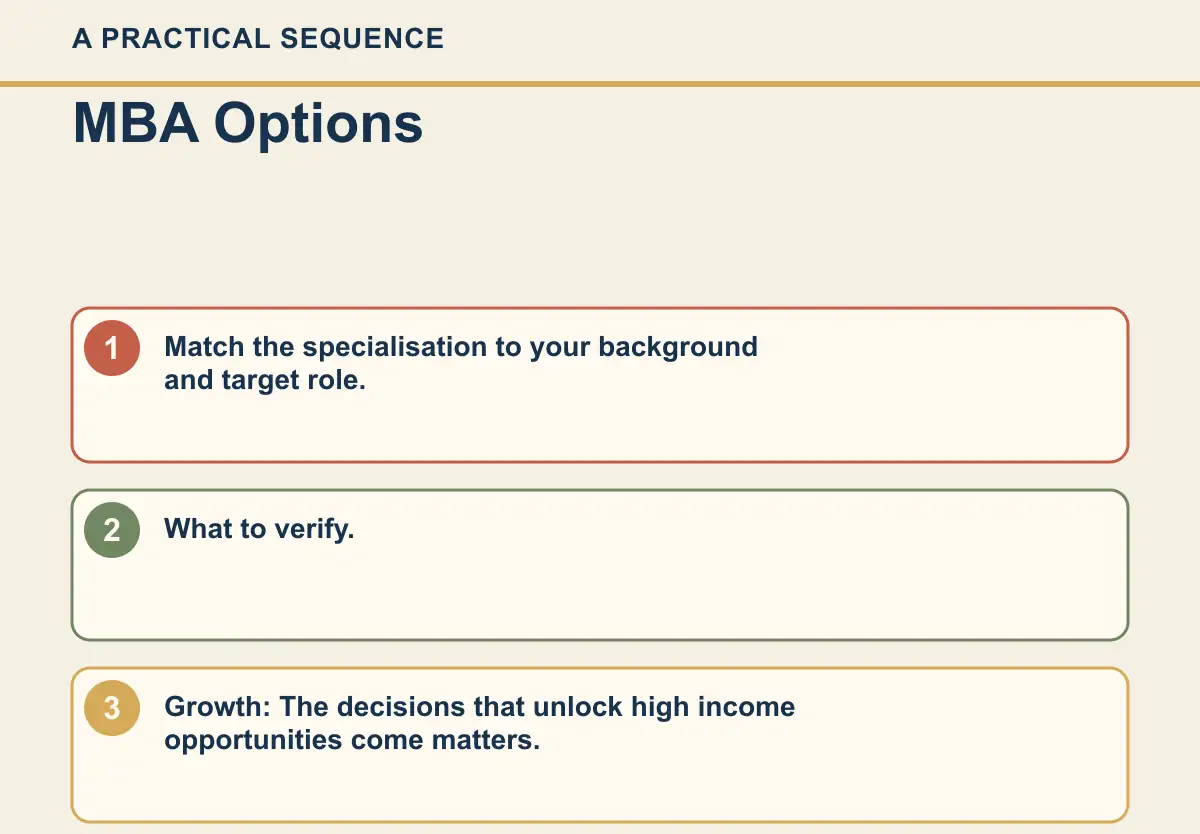 A PRACTICAL SEQUENCE
MBA Options
1
Match the specialisation to your background
and target role.
2
What to verify.
3
Growth: The decisions that unlock high income
opportunities come matters.